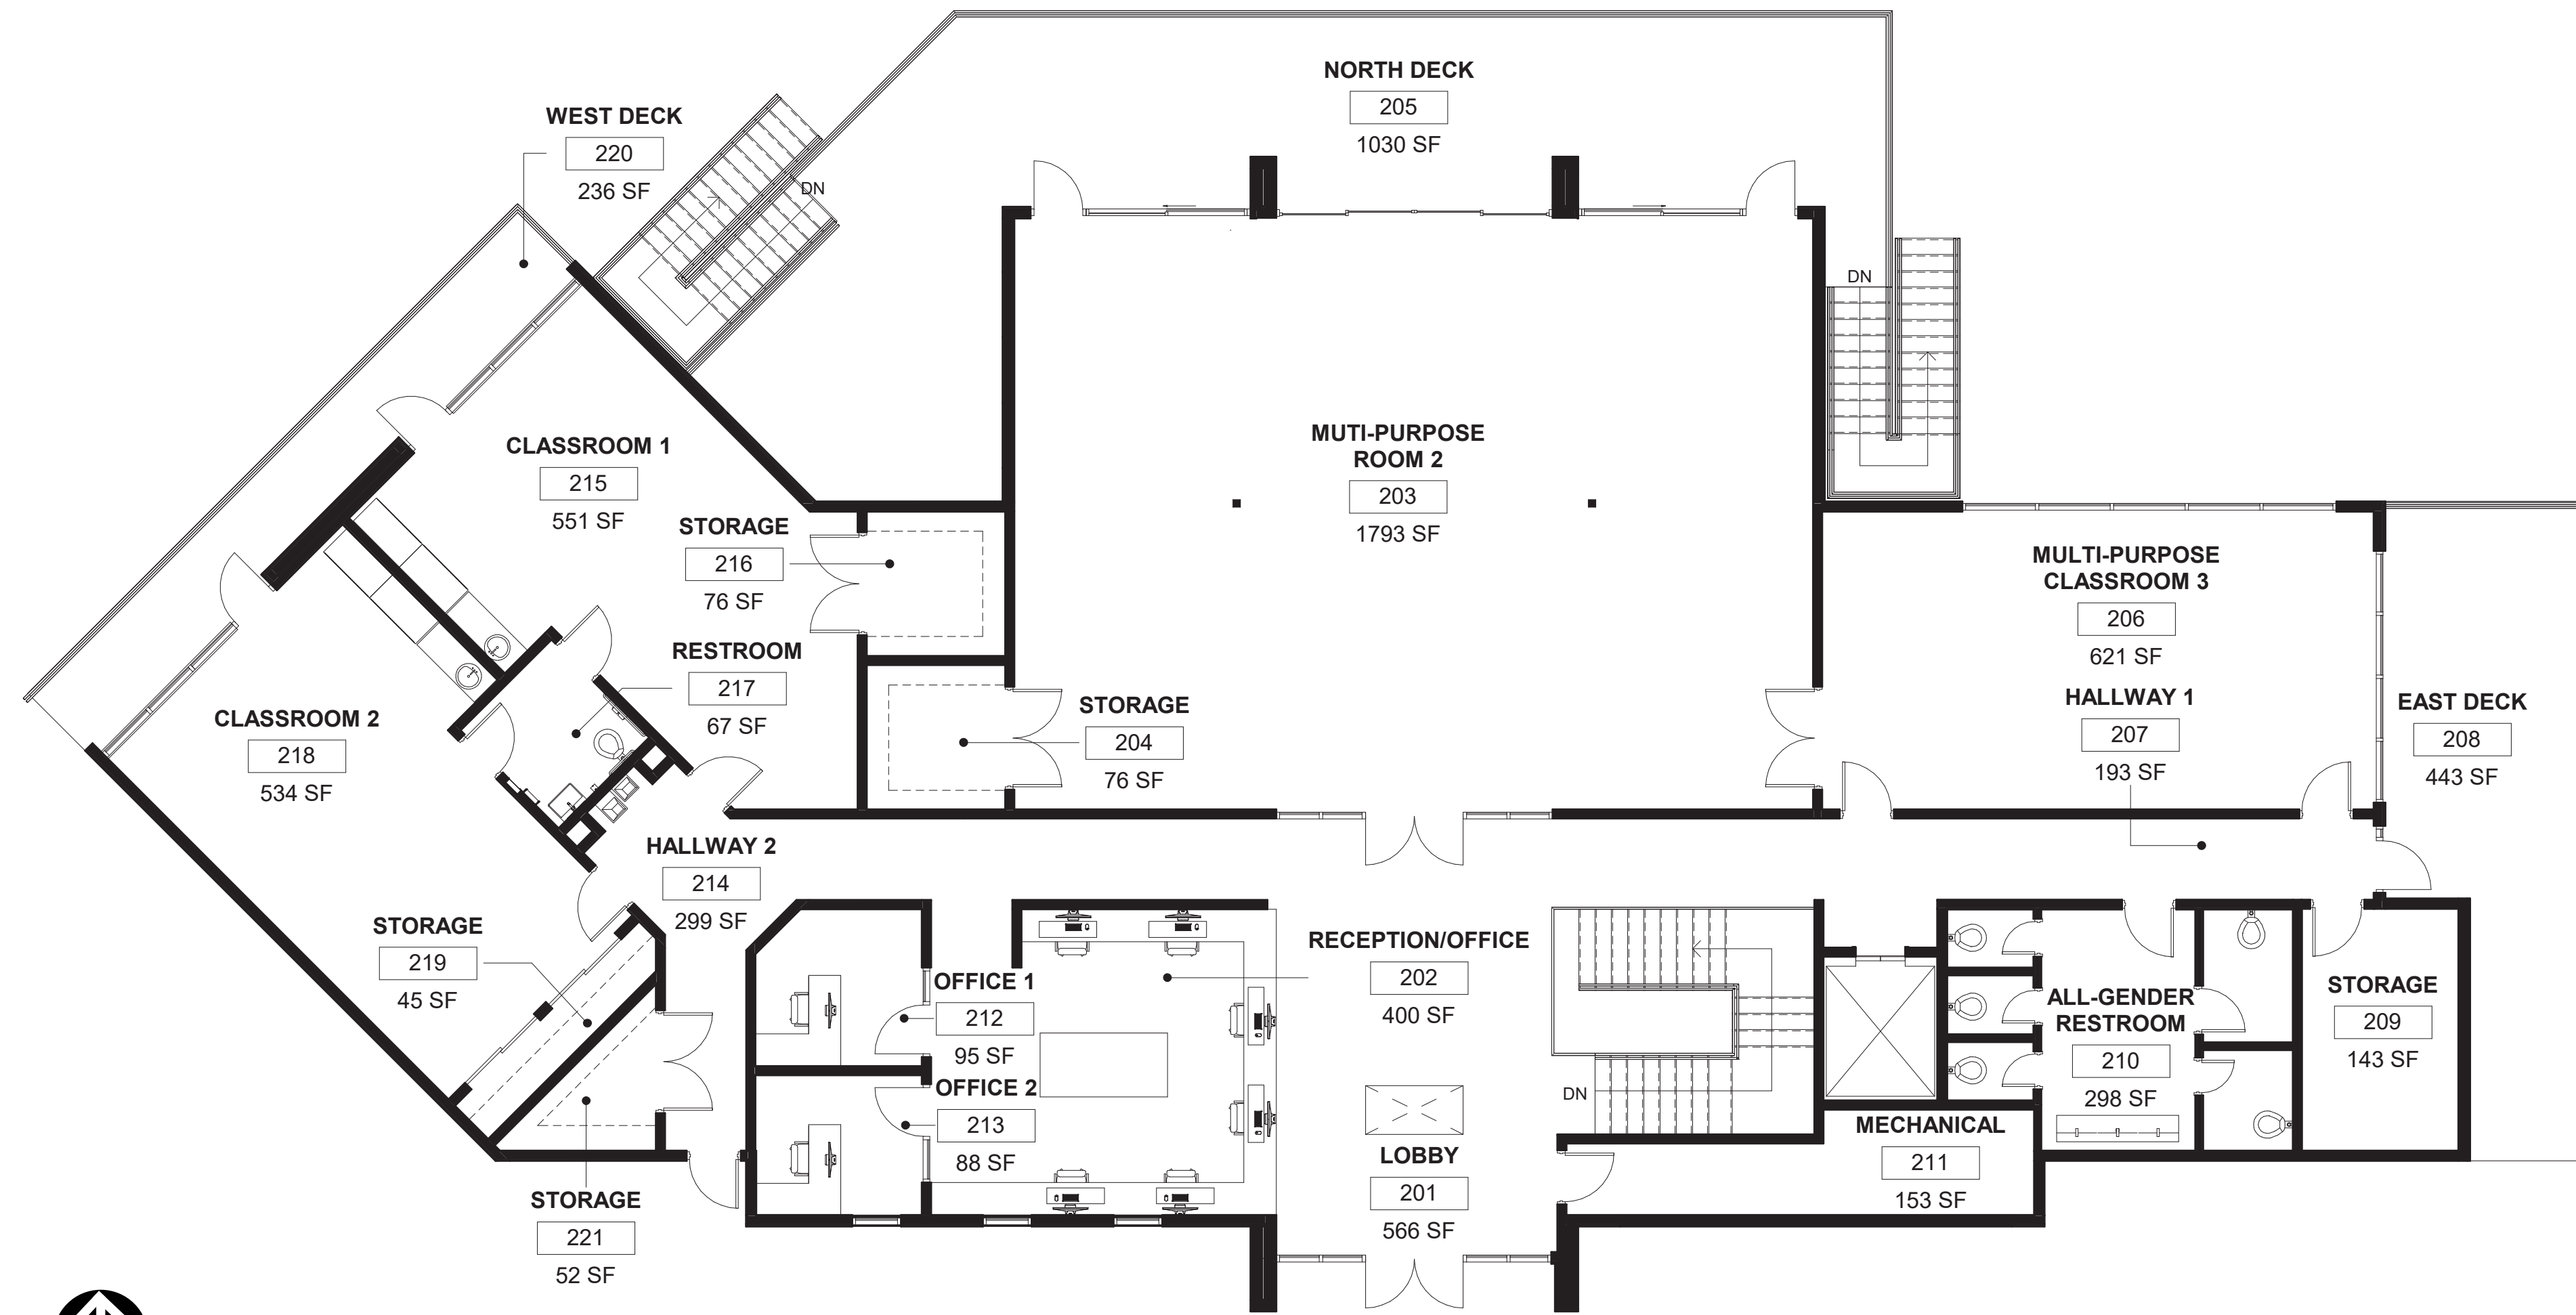 NORTH DECK
205
1030 SF
WEST DECK
220
236 SF
DN
DN
CLASSROOM 1
215
551 SF
MUTI-PURPOSE
ROOM 2
203
1793 SF
STORAGE
216
76 SF
MULTI-PURPOSE
CLASSROOM 3
206
621 SF
RESTROOM
217
67 SF
STORAGE
204
76 SF
HALLWAY 1
207
193 SF
EAST DECK
208
443 SF
CLASSROOM 2
218
534 SF
HALLWAY 2
214
299 SF
STORAGE
219
45 SF
RECEPTION/OFFICE
202
400 SF
OFFICE 1
212
95 SF
OFFICE 2
213
88 SF
DN
ALL-GENDER
RESTROOM
210
298 SF
STORAGE
209
143 SF
MECHANICAL
211
153 SF
LOBBY
201
566 SF
STORAGE
221
52 SF